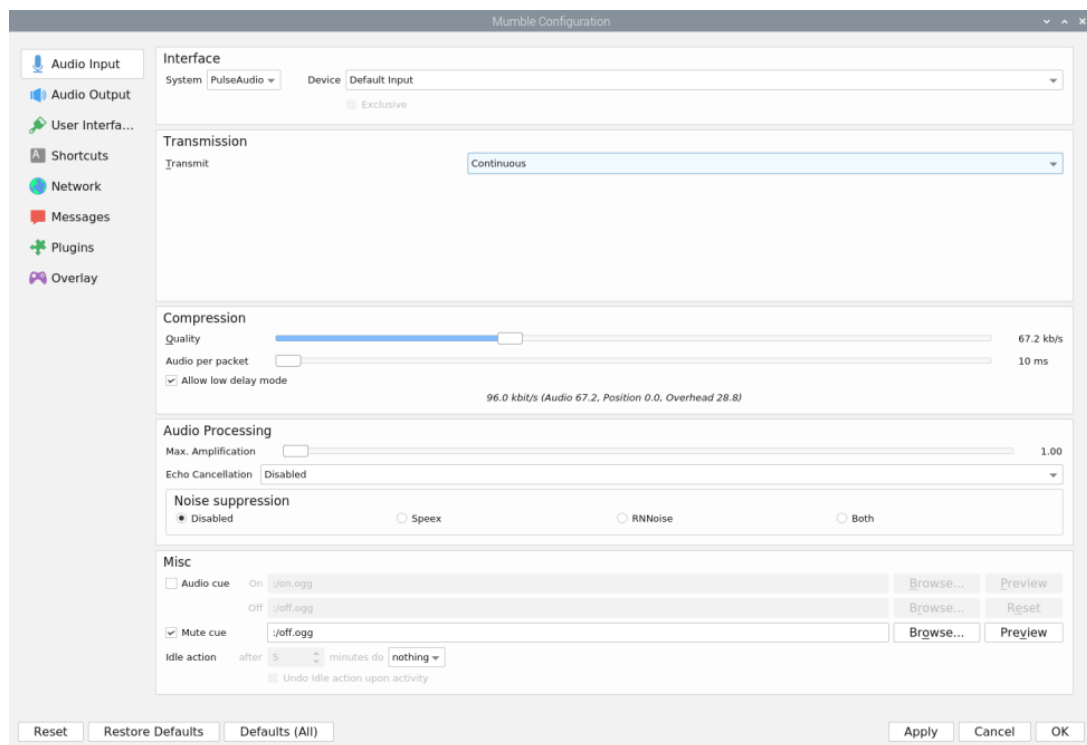 Mumble Configuration
Audio Input
Audio Output
User Interfa...
Shortcuts
Network
Messages
Plugins
Overlay
Interface
System PulseAudio Device Default Input
Exclusive
Transmission
Transmit Continuous
Compression
Quality 67.2 kb/s
Audio per packet 10 ms
Allow low delay mode
96.0 kbit/s (Audio 67.2, Position 0.0, Overhead 28.8)
Audio Processing
Max. Amplification 1.00
Echo Cancellation Disabled
Noise suppression
Disabled Speex RNNoise Both
Misc
Audio cue On :/on.ogg Browse... Preview
Off :/off.ogg Browse... Reset
Mute cue :/off.ogg Browse... Preview
Idle action after 5 minutes do nothing
Undo Idle action upon activity
Reset Restore Defaults Defaults (All) Apply Cancel OK